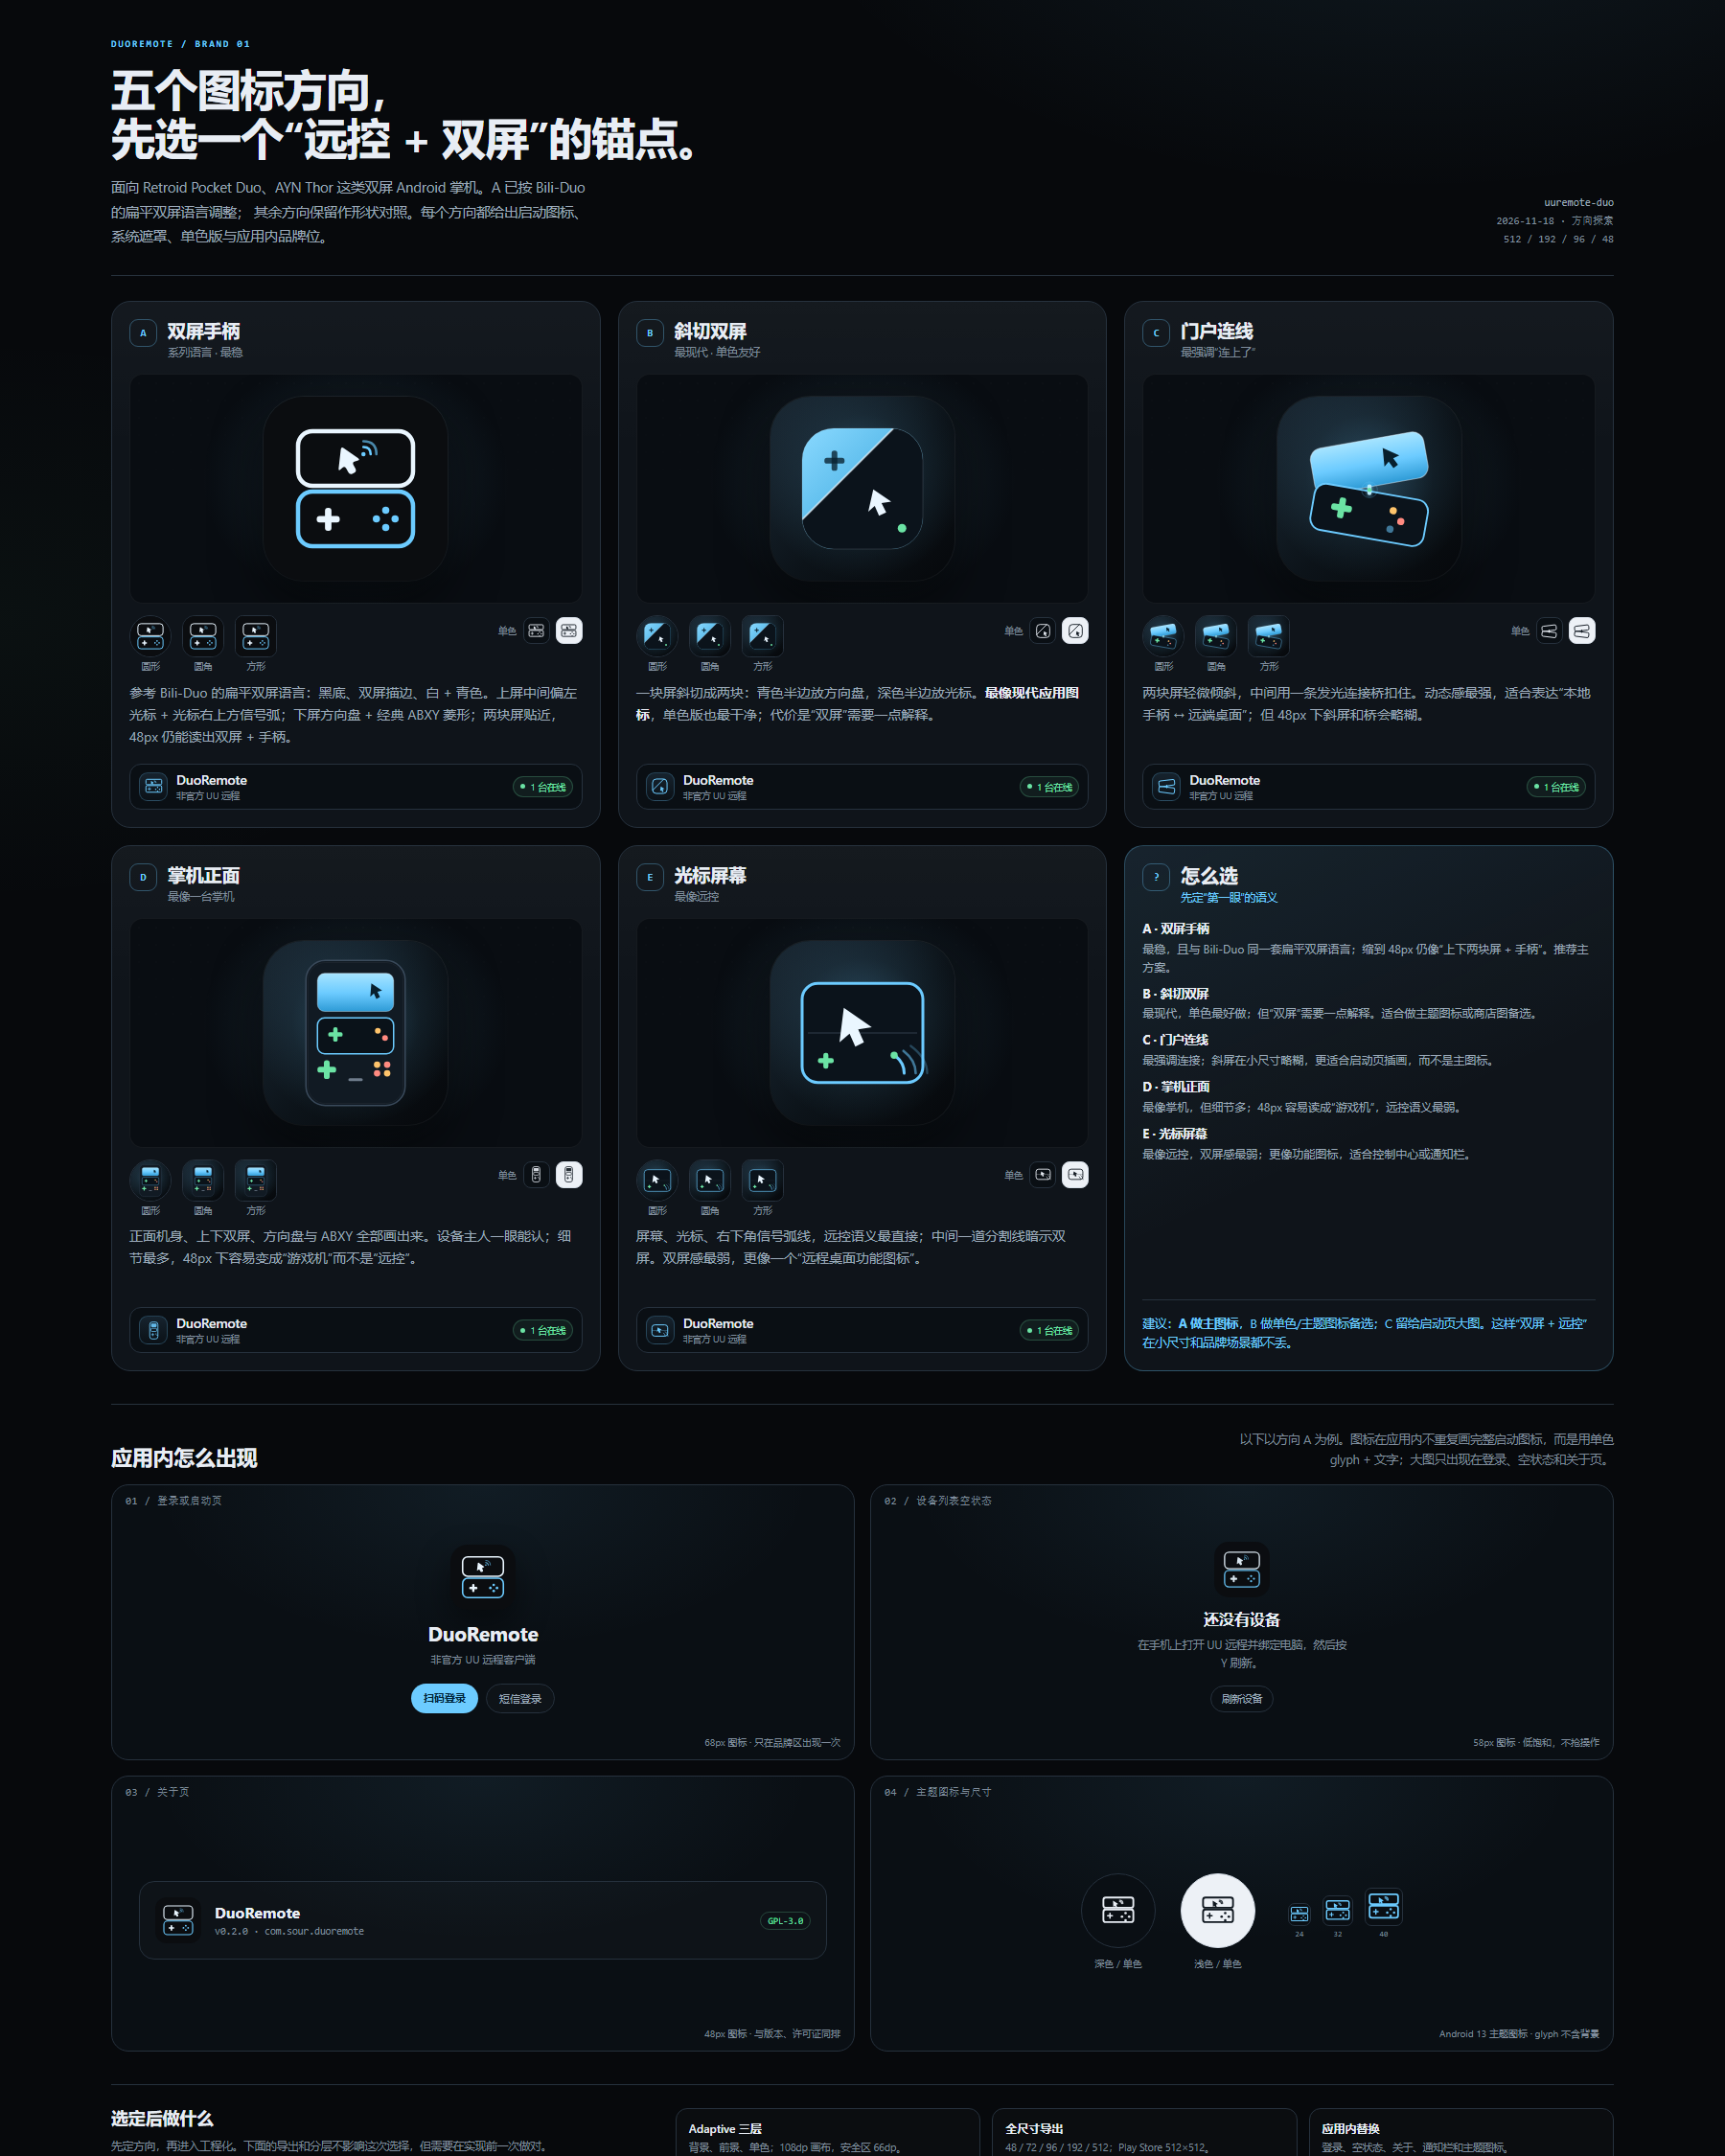 DUOREMOTE / BRAND 01
五个图标方向，
先选一个“远控 + 双屏”的锚点。
面向 Retroid Pocket Duo、AYN Thor 这类双屏 Android 掌机。A 已按 Bili-Duo
的扁平双屏语言调整； 其余方向保留作形状对照。每个方向都给出启动图标、
系统遮罩、单色版与应用内品牌位。
uuremote-duo
2026-11-18 · 方向探索
512 / 192 / 96 / 48
A
双屏手柄
系列语言 · 最稳
圆形
圆角
方形
单色
参考 Bili-Duo 的扁平双屏语言：黑底、双屏描边、白 + 青色。上屏中间偏左
光标 + 光标右上方信号弧；下屏方向盘 + 经典 ABXY 菱形；两块屏贴近，
48px 仍能读出双屏 + 手柄。
DuoRemote
非官方 UU 远程
1 台在线
B
斜切双屏
最现代 · 单色友好
圆形
圆角
方形
单色
一块屏斜切成两块：青色半边放方向盘，深色半边放光标。最像现代应用图
标，单色版也最干净；代价是“双屏”需要一点解释。
DuoRemote
非官方 UU 远程
1 台在线
C
门户连线
最强调“连上了”
圆形
圆角
方形
单色
两块屏轻微倾斜，中间用一条发光连接桥扣住。动态感最强，适合表达“本地
手柄 ↔ 远端桌面”；但 48px 下斜屏和桥会略糊。
DuoRemote
非官方 UU 远程
1 台在线
D
掌机正面
最像一台掌机
圆形
圆角
方形
单色
正面机身、上下双屏、方向盘与 ABXY 全部画出来。设备主人一眼能认；细
节最多，48px 下容易变成“游戏机”而不是“远控”。
DuoRemote
非官方 UU 远程
1 台在线
E
光标屏幕
最像远控
圆形
圆角
方形
单色
屏幕、光标、右下角信号弧线，远控语义最直接；中间一道分割线暗示双
屏。双屏感最弱，更像一个“远程桌面功能图标”。
DuoRemote
非官方 UU 远程
1 台在线
?
怎么选
先定“第一眼”的语义
A · 双屏手柄
最稳，且与 Bili-Duo 同一套扁平双屏语言；缩到 48px 仍像“上下两块屏 + 手柄”。推荐主
方案。
B · 斜切双屏
最现代，单色最好做；但“双屏”需要一点解释。适合做主题图标或商店图备选。
C · 门户连线
最强调连接；斜屏在小尺寸略糊，更适合启动页插画，而不是主图标。
D · 掌机正面
最像掌机，但细节多；48px 容易读成“游戏机”，远控语义最弱。
E · 光标屏幕
最像远控，双屏感最弱；更像功能图标，适合控制中心或通知栏。
建议：A 做主图标，B 做单色/主题图标备选；C 留给启动页大图。这样“双屏 + 远控”
在小尺寸和品牌场景都不丢。
应用内怎么出现
以下以方向 A 为例。图标在应用内不重复画完整启动图标，而是用单色
glyph + 文字；大图只出现在登录、空状态和关于页。
01 / 登录或启动页
DuoRemote
非官方 UU 远程客户端
扫码登录
短信登录
68px 图标 · 只在品牌区出现一次
02 / 设备列表空状态
还没有设备
在手机上打开 UU 远程并绑定电脑，然后按
Y 刷新。
刷新设备
58px 图标 · 低饱和，不抢操作
03 / 关于页
DuoRemote
v0.2.0 · com.sour.duoremote
GPL-3.0
48px 图标 · 与版本、许可证同排
04 / 主题图标与尺寸
深色 / 单色
浅色 / 单色
24
32
40
Android 13 主题图标 · glyph 不含背景
选定后做什么
先定方向，再进入工程化。下面的导出和分层不影响这次选择，但需要在实现前一次做对。
Adaptive 三层
背景、前景、单色；108dp 画布，安全区 66dp。
全尺寸导出
48 / 72 / 96 / 192 / 512；Play Store 512×512。
应用内替换
登录、空状态、关于、通知栏和主题图标。